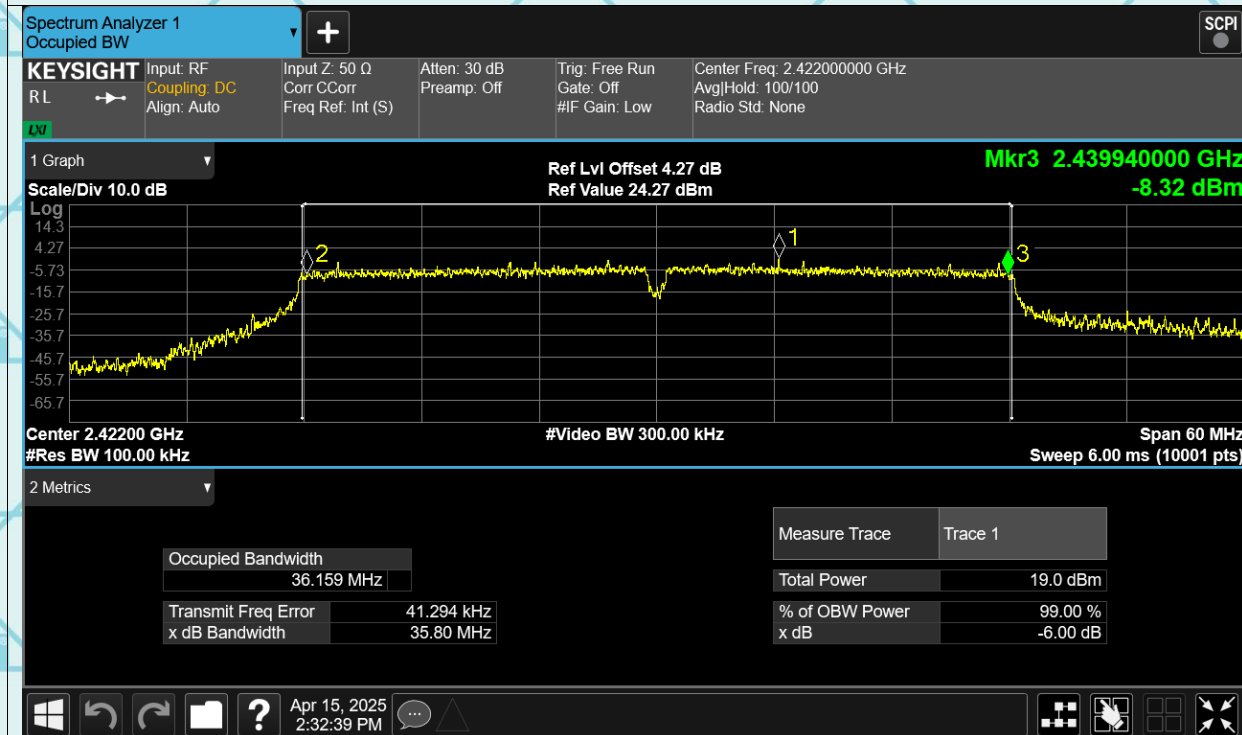 Spectrum Analyzer 1
Occupied BW
▼
+
SCPI
KEYSIGHT
RL
LXI
Input: RF
Coupling: DC
Align: Auto
Input Z: 50 Ω
Corr CCorr
Freq Ref: Int (S)
Atten: 30 dB
Preamp: Off
Trig: Free Run
Gate: Off
#IF Gain: Low
Center Freq: 2.422000000 GHz
Avg|Hold: 100/100
Radio Std: None
1 Graph ▼
Scale/Div 10.0 dB
Ref Lvl Offset 4.27 dB
Ref Value 24.27 dBm
Mkr3 2.439940000 GHz
-8.32 dBm
Log
14.3
4.27
-5.73
-15.7
-25.7
-35.7
-45.7
-55.7
-65.7
2
1
3
Center 2.42200 GHz
#Res BW 100.00 kHz
#Video BW 300.00 kHz
Span 60 MHz
Sweep 6.00 ms (10001 pts)
2 Metrics ▼
Occupied Bandwidth
36.159 MHz
Transmit Freq Error 41.294 kHz
x dB Bandwidth 35.80 MHz
Measure Trace Trace 1
Total Power 19.0 dBm
% of OBW Power 99.00 %
x dB -6.00 dB
?
Apr 15, 2025
2:32:39 PM